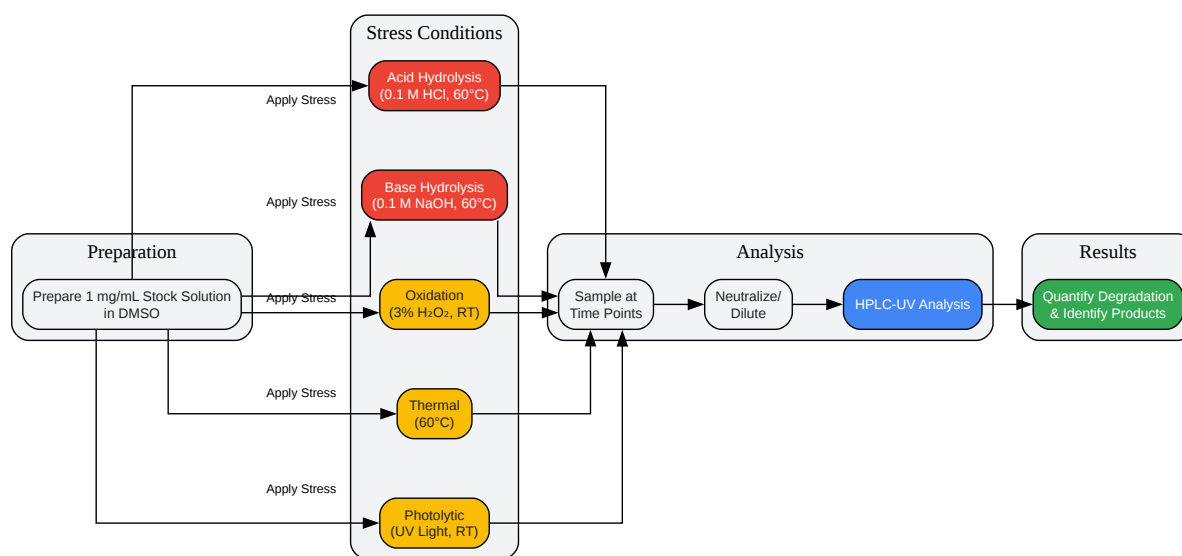 Stress Conditions
Acid Hydrolysis
(0.1 M HCl, 60°C)
Apply Stress
Base Hydrolysis
(0.1 M NaOH, 60°C)
Apply Stress
Preparation
Prepare 1 mg/mL Stock Solution
in DMSO
Apply Stress
Oxidation
(3% H₂O₂, RT)
Apply Stress
Thermal
(60°C)
Apply Stress
Photolytic
(UV Light, RT)
Analysis
Sample at
Time Points
Neutralize/
Dilute
HPLC-UV Analysis
Results
Quantify Degradation
& Identify Products